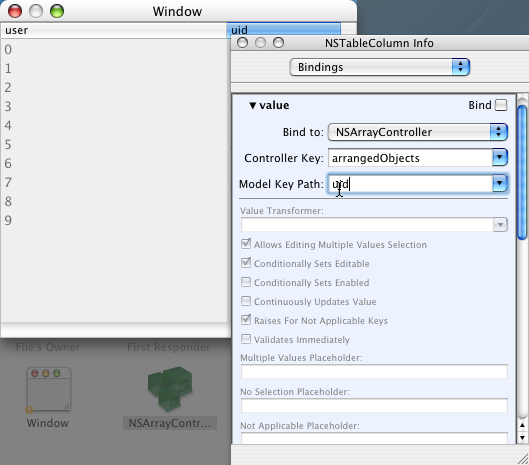 Window
user uid
0
1
2
3
4
5
6
7
8
9
NSTableColumn Info
Bindings
value Bind
Bind to: NSArrayController
Controller Key: arrangedObjects
Model Key Path: uid
Value Transformer:
Allows Editing Multiple Values Selection
Conditionally Sets Editable
Conditionally Sets Enabled
Continuously Updates Value
Raises For Not Applicable Keys
Validates Immediately
Multiple Values Placeholder:
No Selection Placeholder:
Not Applicable Placeholder:
File's Owner First Responder
Window NSArrayContr...